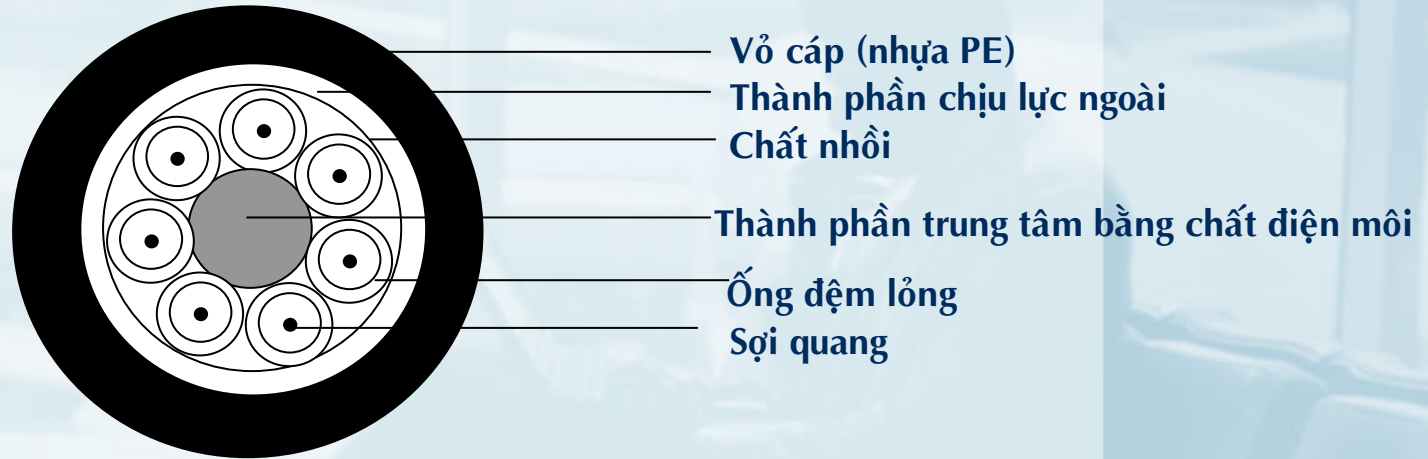 Vỏ cáp (nhựa PE)
Thành phần chịu lực ngoài
Chất nhồi
Thành phần trung tâm bằng chất điện môi
Ống đệm lỏng
Sợi quang